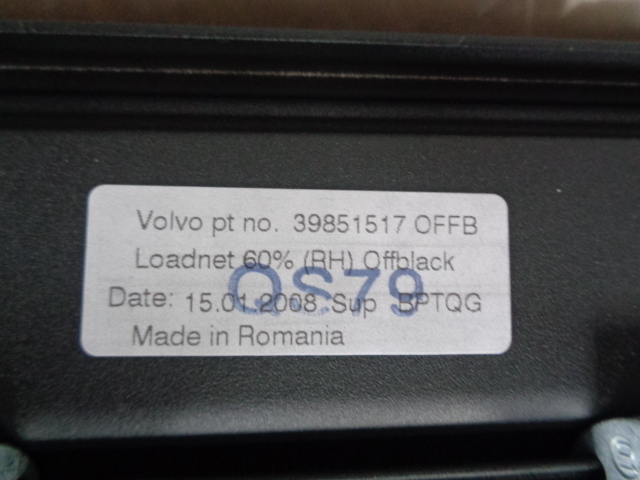 Volvo pt no. 39851517 OFFB
Loadnet 60% (RH) Offblack
QS79
Date: 15.01.2008 Sup BPTQG
Made in Romania